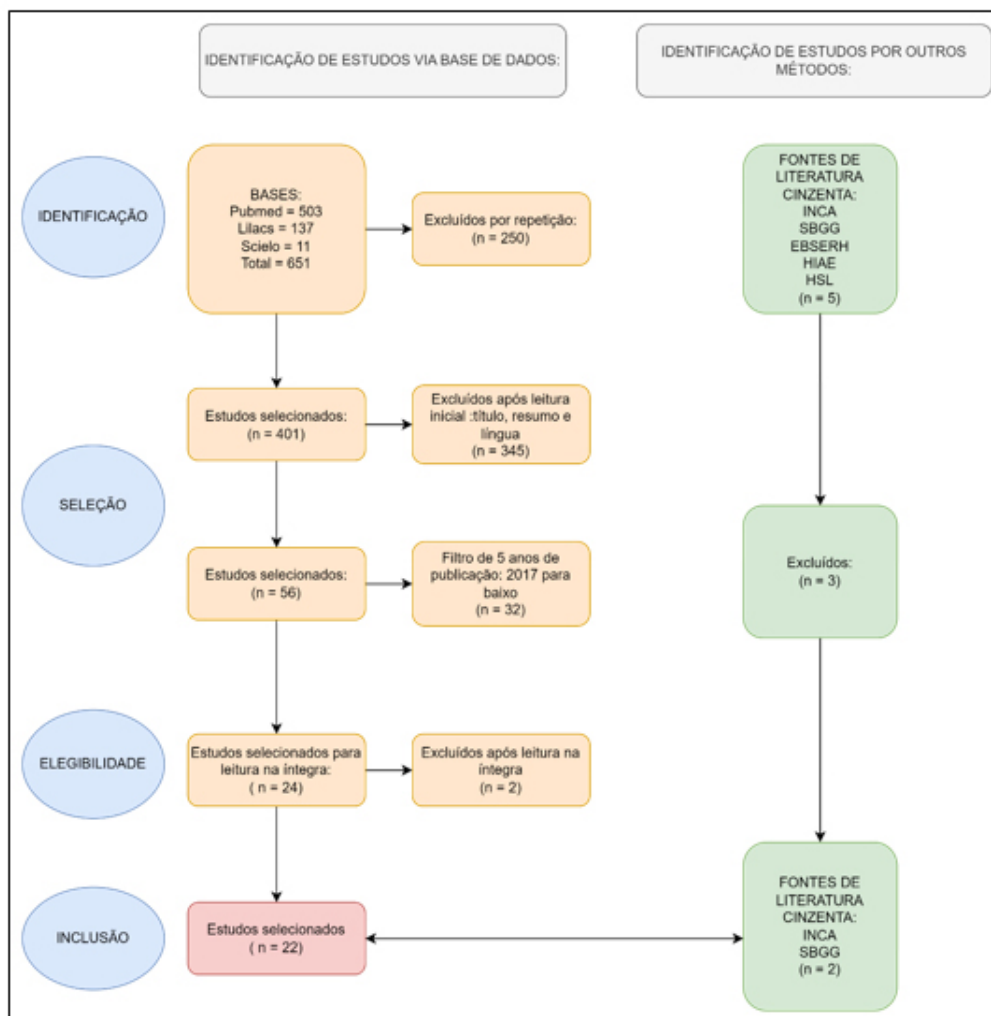 IDENTIFICAÇÃO DE ESTUDOS VIA BASE DE DADOS:
IDENTIFICAÇÃO DE ESTUDOS POR OUTROS
MÉTODOS:
IDENTIFICAÇÃO
BASES:
Pubmed = 503
Lilacs = 137
Scielo = 11
Total = 651
Excluídos por repetição:
(n = 250)
FONTES DE
LITERATURA
CINZENTA:
INCA
SBGG
EBSERH
HIAE
HSL
(n = 5)
SELEÇÃO
Estudos selecionados:
(n = 401)
Excluídos após leitura
inicial :título, resumo e
língua
(n = 345)
Estudos selecionados:
(n = 56)
Filtro de 5 anos de
publicação: 2017 para
baixo
(n = 32)
Excluídos:
(n = 3)
ELEGIBILIDADE
Estudos selecionados para
leitura na íntegra:
( n = 24)
Excluídos após leitura na
íntegra
(n = 2)
INCLUSÃO
Estudos selecionados
( n = 22)
FONTES DE
LITERATURA
CINZENTA:
INCA
SBGG
(n = 2)